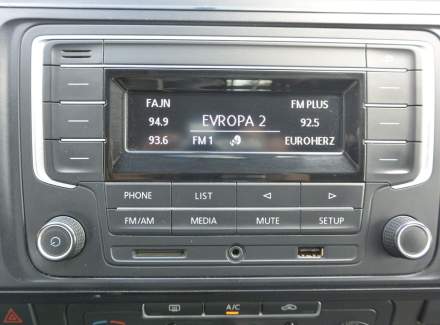 FAJN FM PLUS
94.9 EVROPA 2 92.5
93.6 FM 1 EUROHERZ
PHONE LIST
FM/AM MEDIA MUTE SETUP
A/C